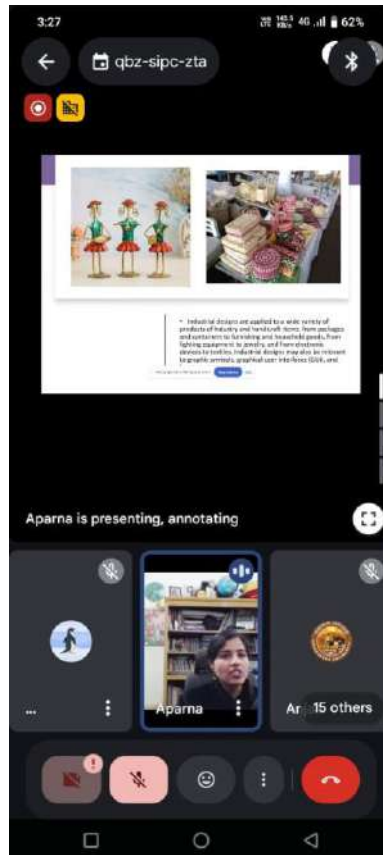 3:27
4G 62%
qbz-sipc-zta
• Industrial designs are applied to a wide variety of
products of industry and handicraft items: from packages
and containers to furnishing and household goods, from
lighting equipment to jewelry, and from electronic
devices to textiles. Industrial designs may also be relevant
to graphic symbols, graphical user interfaces (GUI), and
Aparna is presenting, annotating
...
Aparna
Ar
15 others